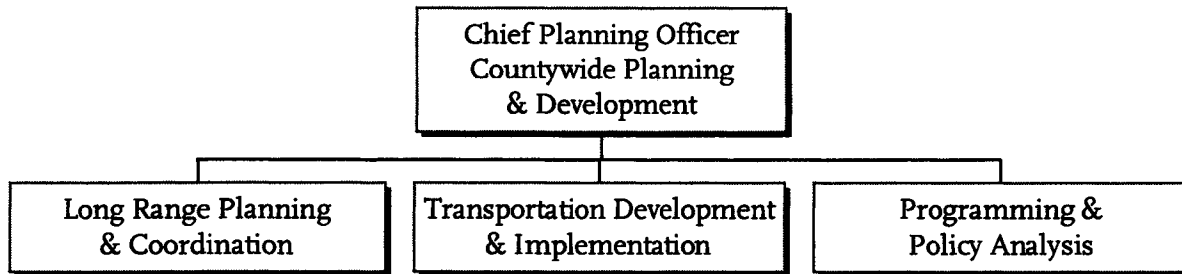 Chief Planning Officer
Countywide Planning
& Development
Long Range Planning
& Coordination
Transportation Development
& Implementation
Programming &
Policy Analysis